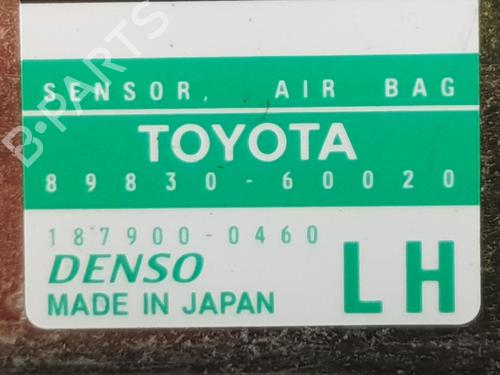 SENSOR, AIR BAG
TOYOTA
89830-60020
187900-0460
DENSO
LH
MADE IN JAPAN
B-PARTS